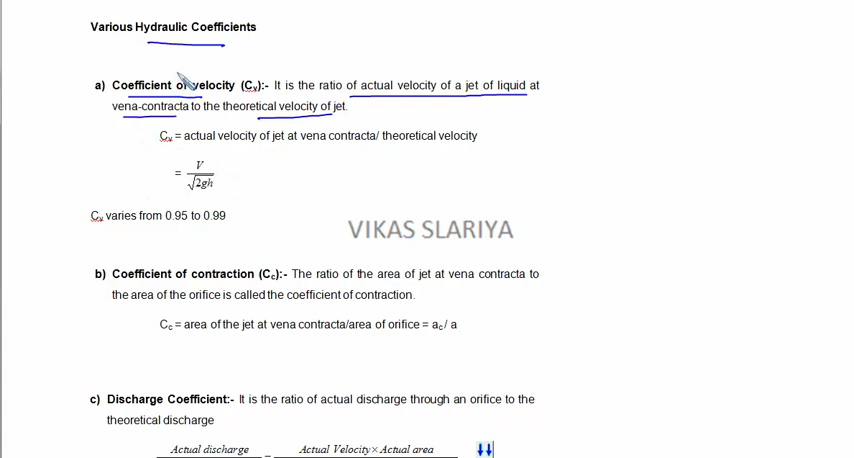 Various Hydraulic Coefficients
a) Coefficient of velocity (Cv):- It is the ratio of actual velocity of a jet of liquid at
vena-contracta to the theoretical velocity of jet.
Cv = actual velocity of jet at vena contracta/ theoretical velocity
= V / √2gh
Cv varies from 0.95 to 0.99
VIKAS SLARIYA
b) Coefficient of contraction (Cc):- The ratio of the area of jet at vena contracta to
the area of the orifice is called the coefficient of contraction.
Cc = area of the jet at vena contracta/area of orifice = ac/ a
c) Discharge Coefficient:- It is the ratio of actual discharge through an orifice to the
theoretical discharge
Actual discharge = Actual Velocity×Actual area